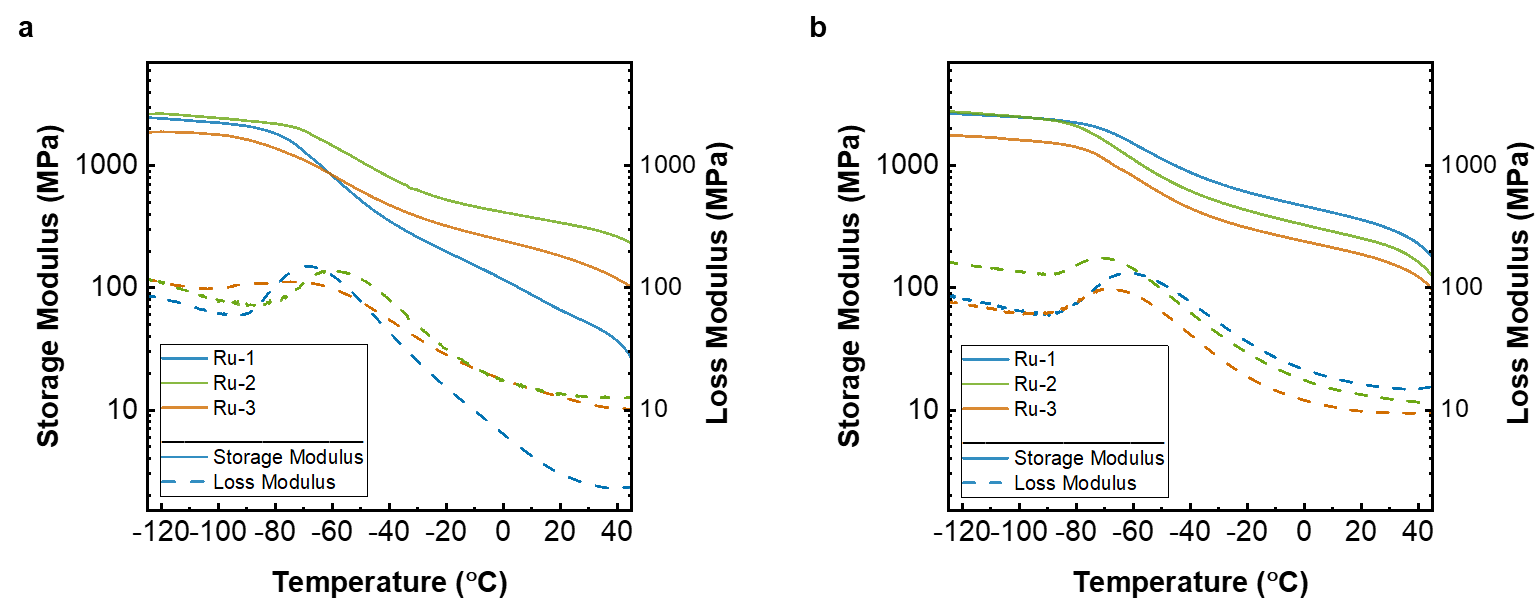 a
Storage Modulus (MPa)
1000
100
10
Ru-1
Ru-2
Ru-3
Storage Modulus
Loss Modulus
1000
100
10
Loss Modulus (MPa)
-120 -100 -80 -60 -40 -20 0 20 40
Temperature (°C)
b
Storage Modulus (MPa)
1000
100
10
Ru-1
Ru-2
Ru-3
Storage Modulus
Loss Modulus
1000
100
10
Loss Modulus (MPa)
-120 -100 -80 -60 -40 -20 0 20 40
Temperature (°C)